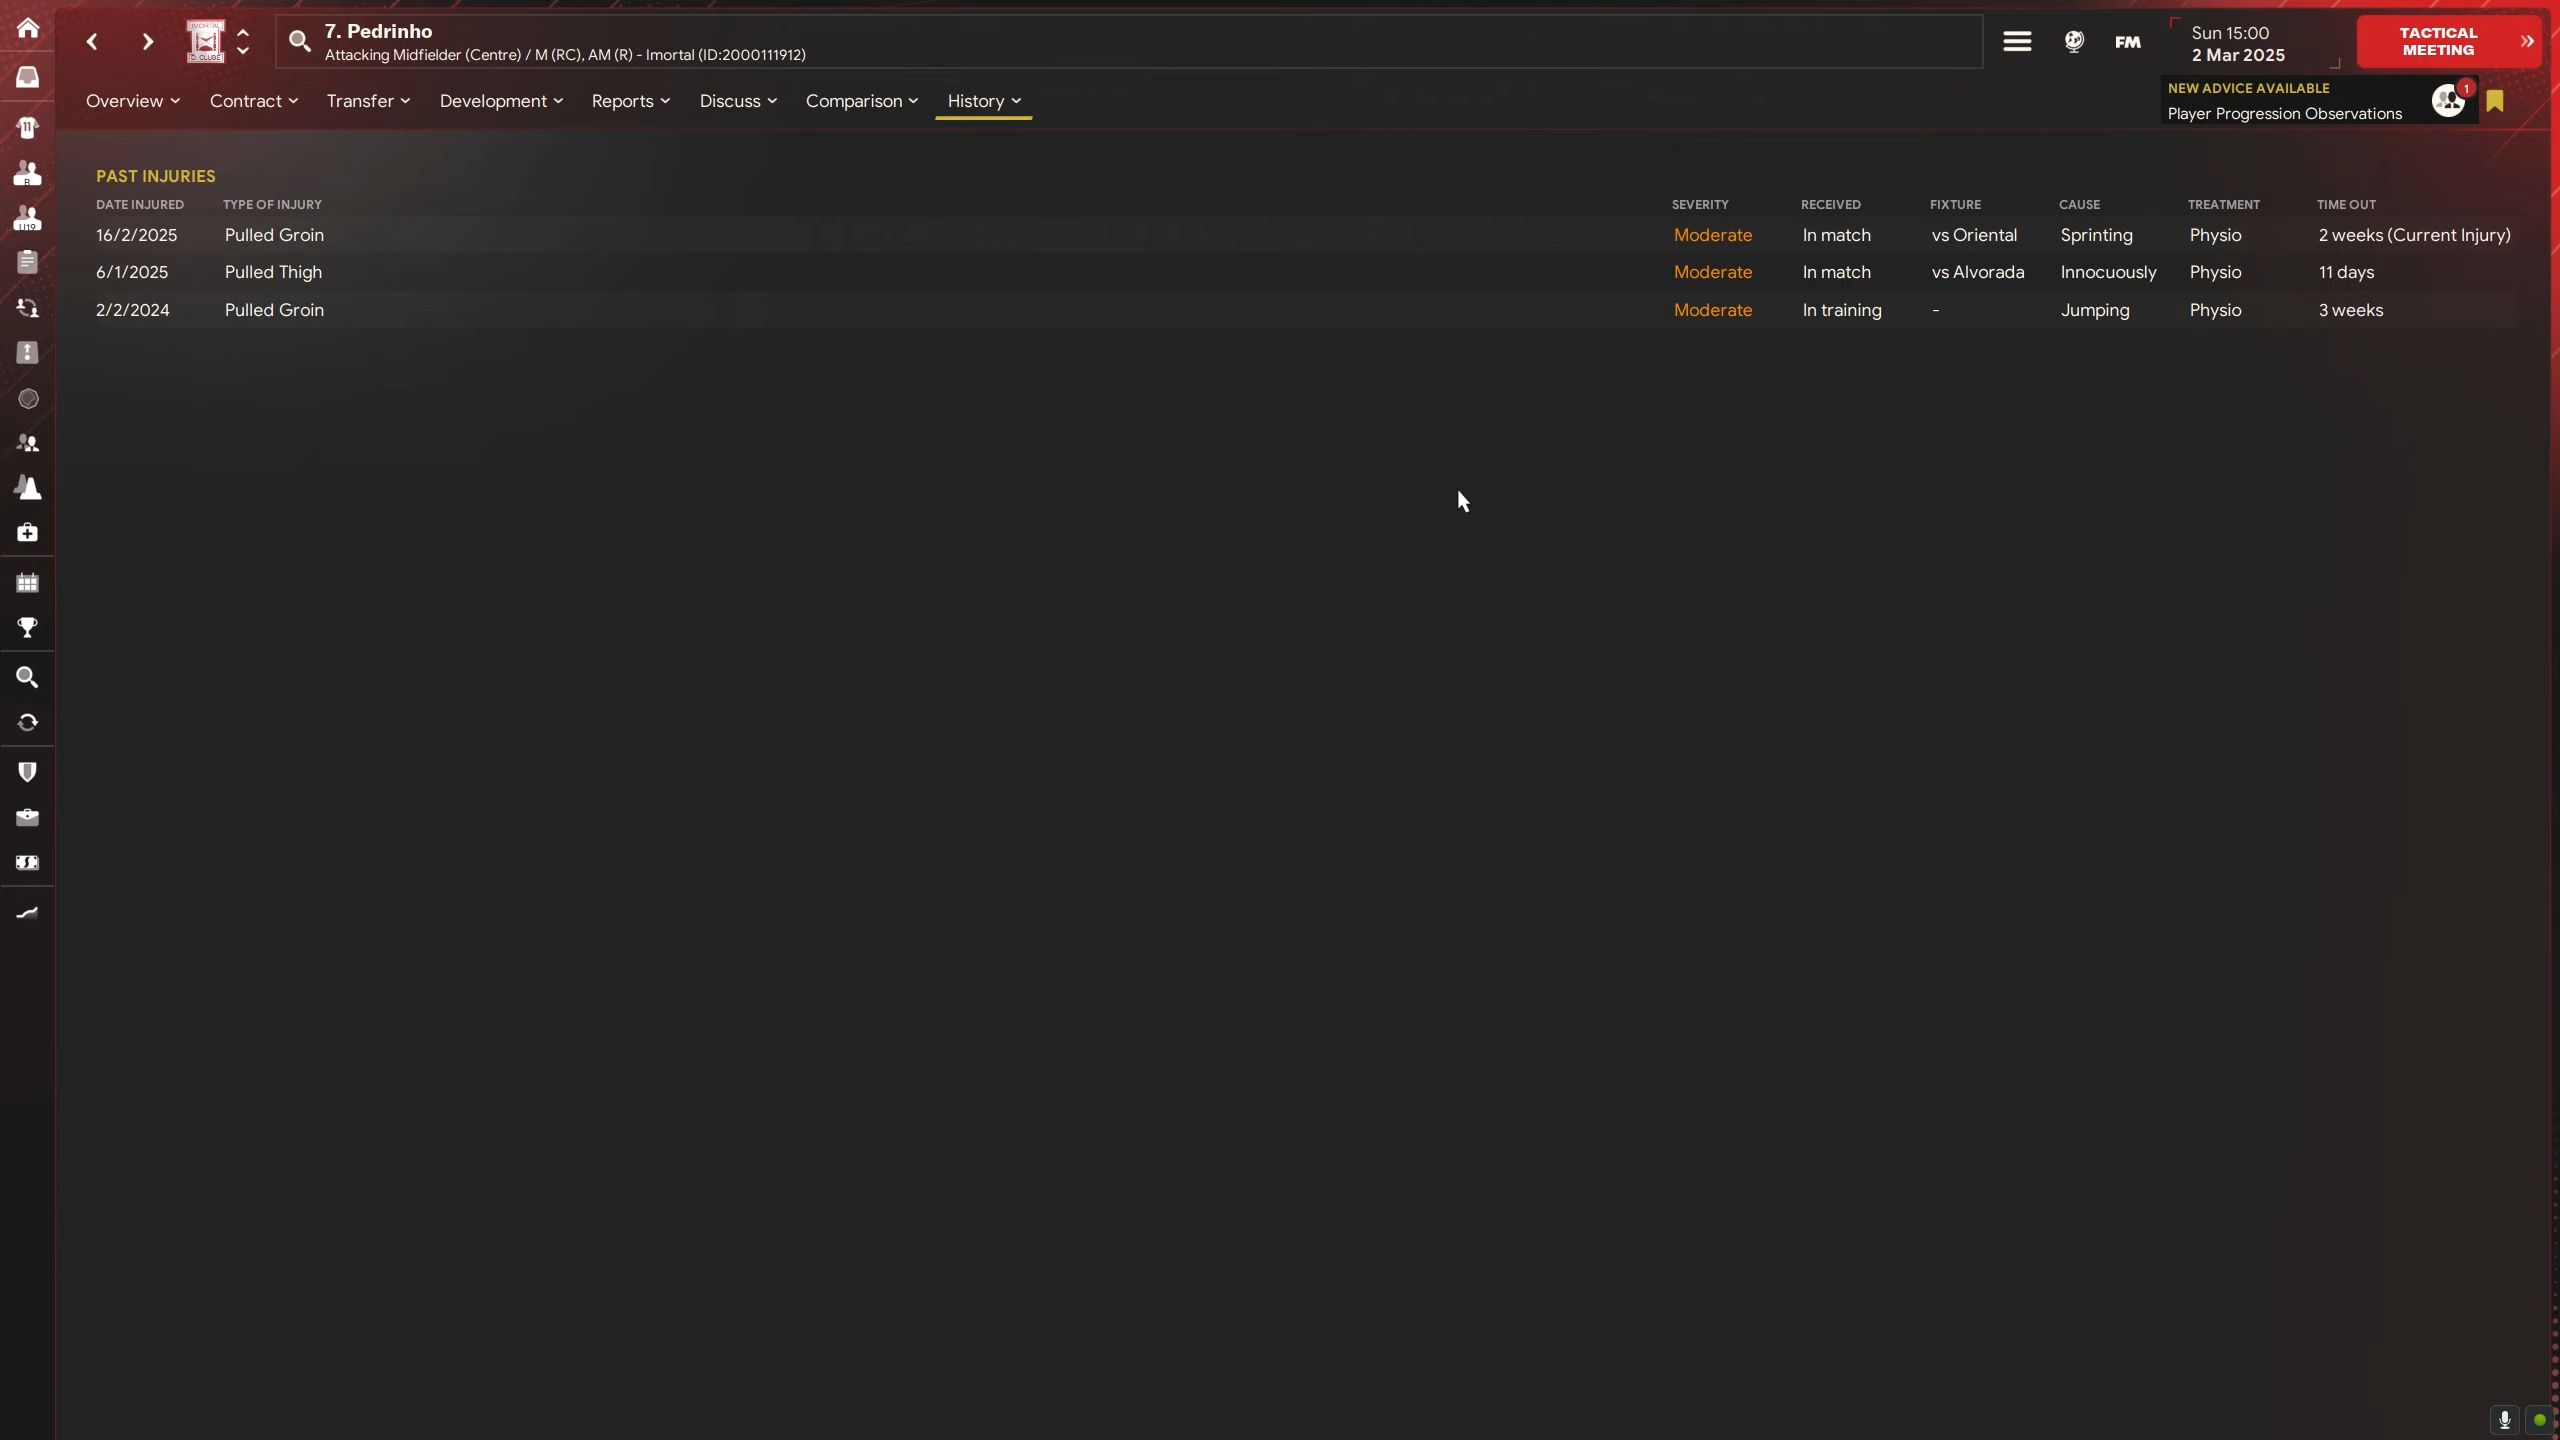 7. Pedrinho
Attacking Midfielder (Centre) / M (RC), AM (R) - Imortal (ID:2000111912)
FM
Sun 15:00
2 Mar 2025
TACTICAL
MEETING
Overview Contract Transfer Development Reports Discuss Comparison History
NEW ADVICE AVAILABLE
Player Progression Observations
1
11
B
U19
PAST INJURIES
DATE INJURED TYPE OF INJURY SEVERITY RECEIVED FIXTURE CAUSE TREATMENT TIME OUT
16/2/2025 Pulled Groin Moderate In match vs Oriental Sprinting Physio 2 weeks (Current Injury)
6/1/2025 Pulled Thigh Moderate In match vs Alvorada Innocuously Physio 11 days
2/2/2024 Pulled Groin Moderate In training - Jumping Physio 3 weeks